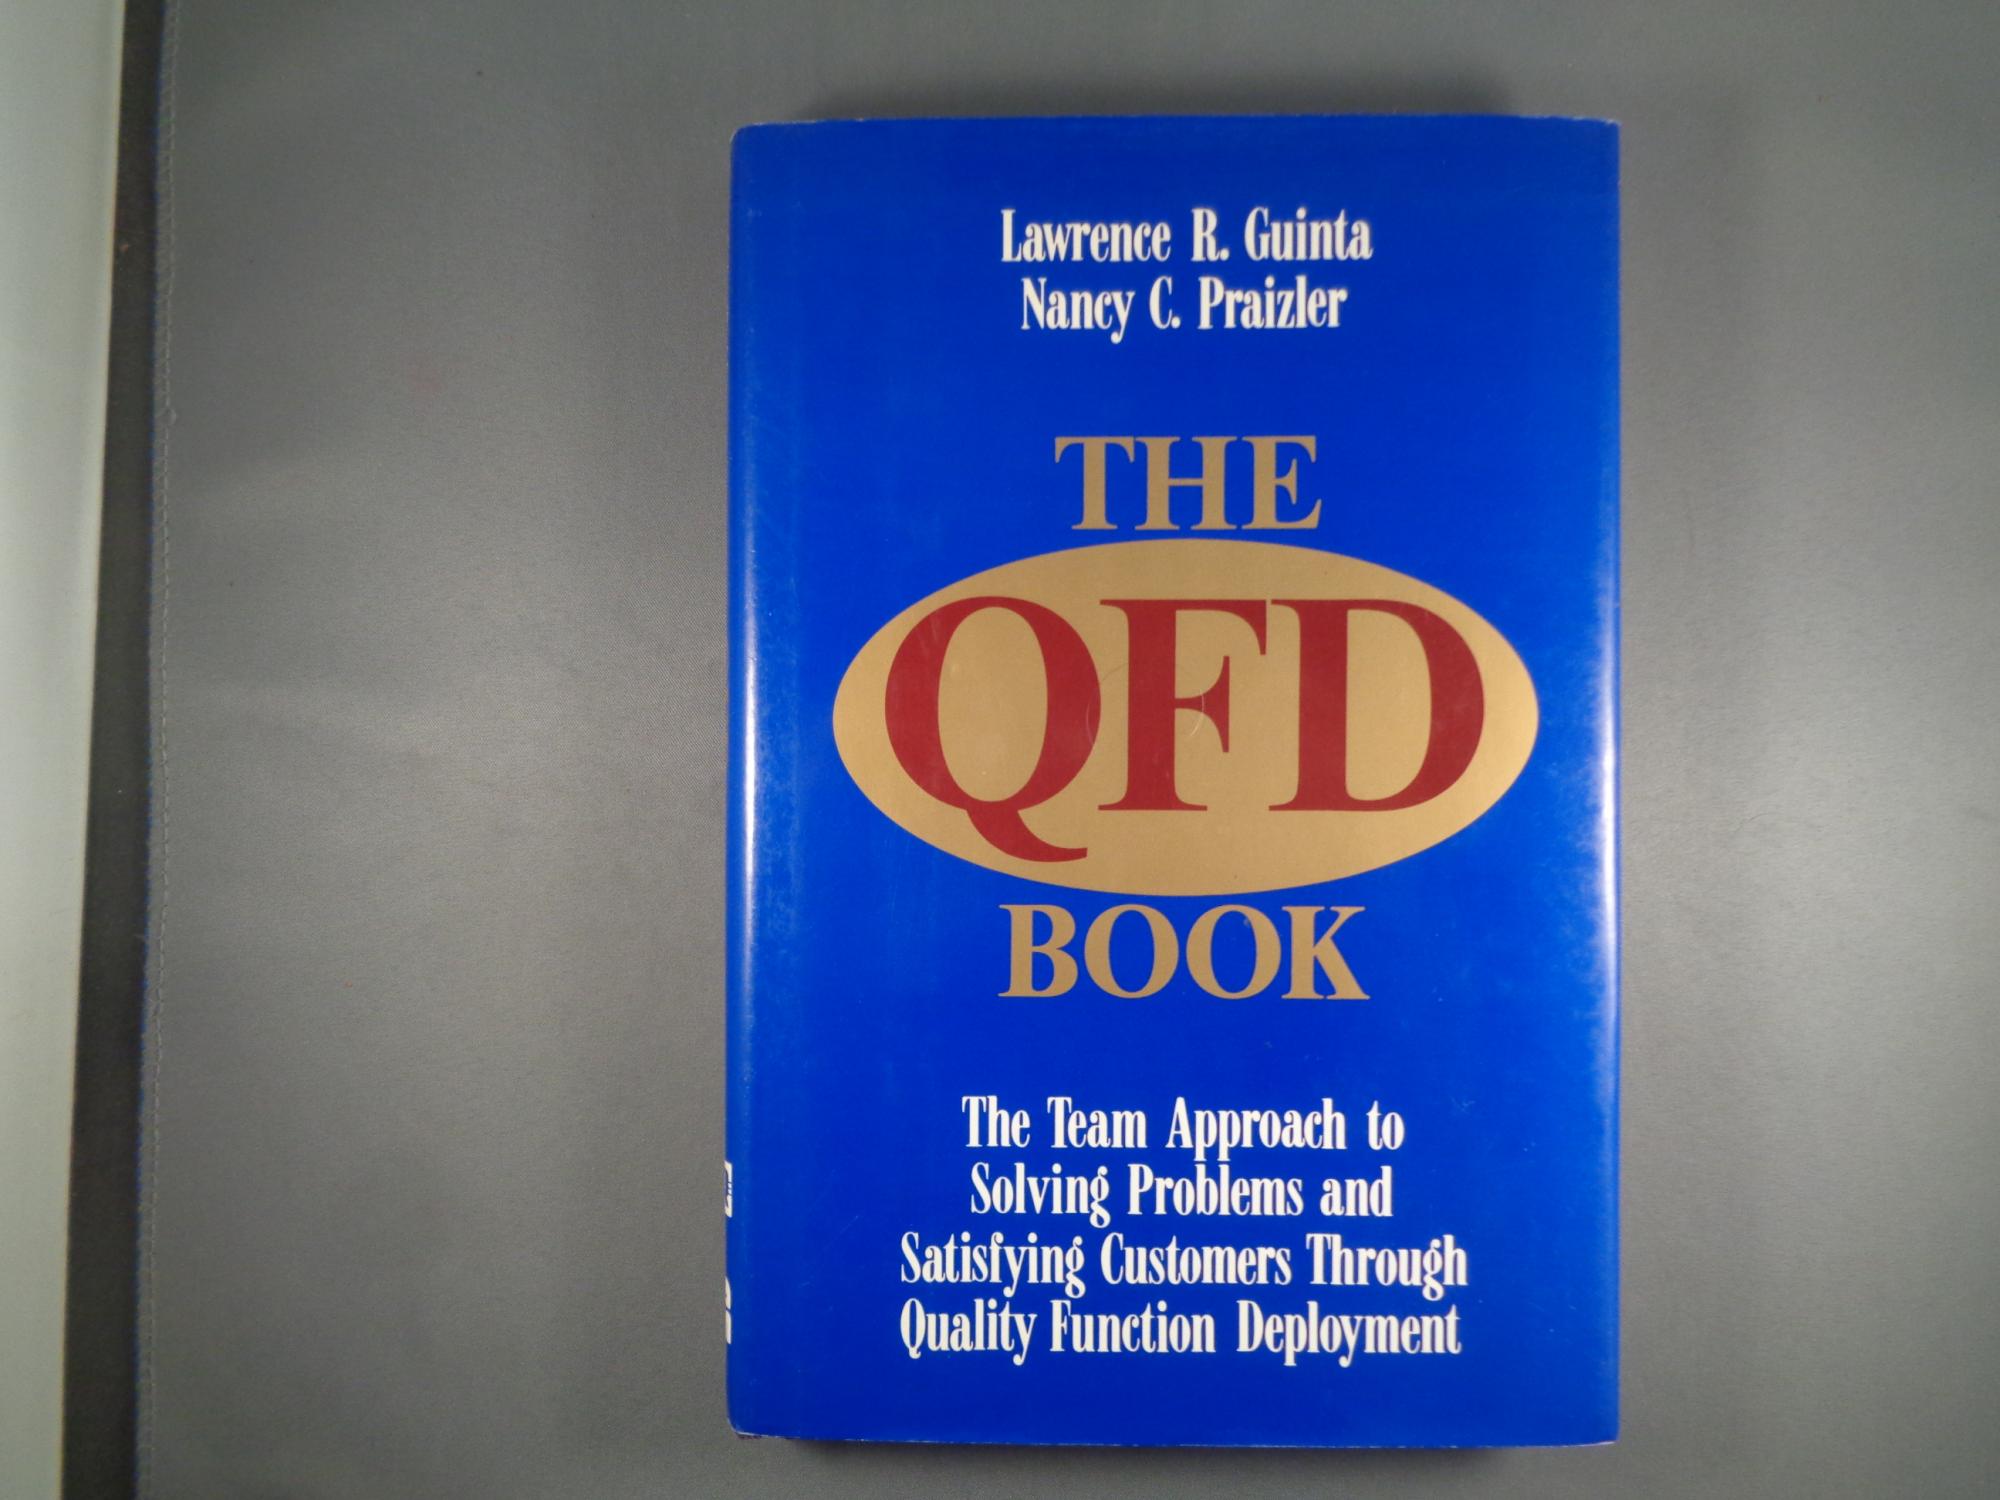 Lawrence R. Guinta
Nancy C. Praizler
THE
QFD
BOOK
The Team Approach to
Solving Problems and
Satisfying Customers Through
Quality Function Deployment